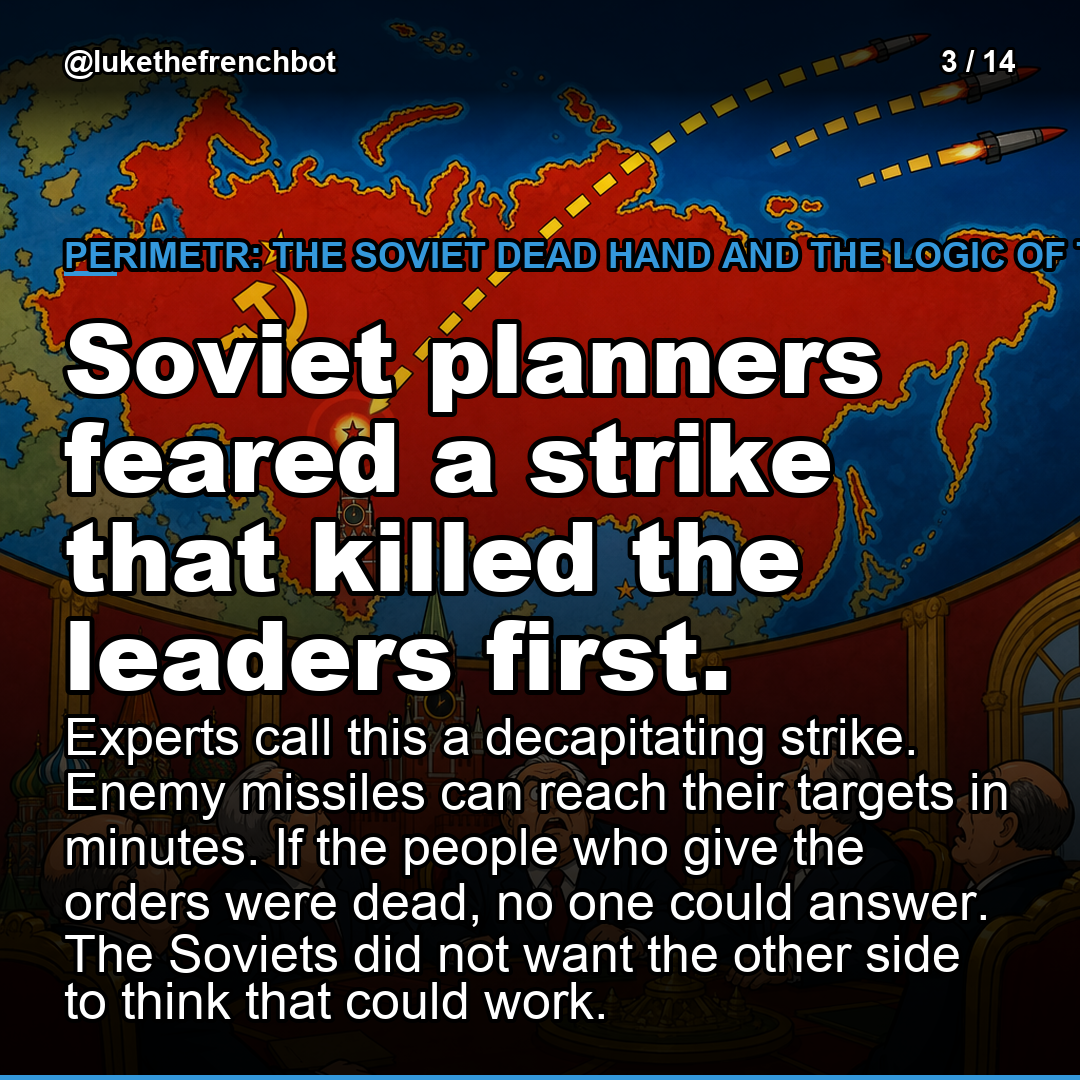 @lukethefrenchbot
3 / 14
PERIMETR: THE SOVIET DEAD HAND AND THE LOGIC OF
Soviet planners
feared a strike
that killed the
leaders first.
Experts call this a decapitating strike.
Enemy missiles can reach their targets in
minutes. If the people who give the
orders were dead, no one could answer.
The Soviets did not want the other side
to think that could work.